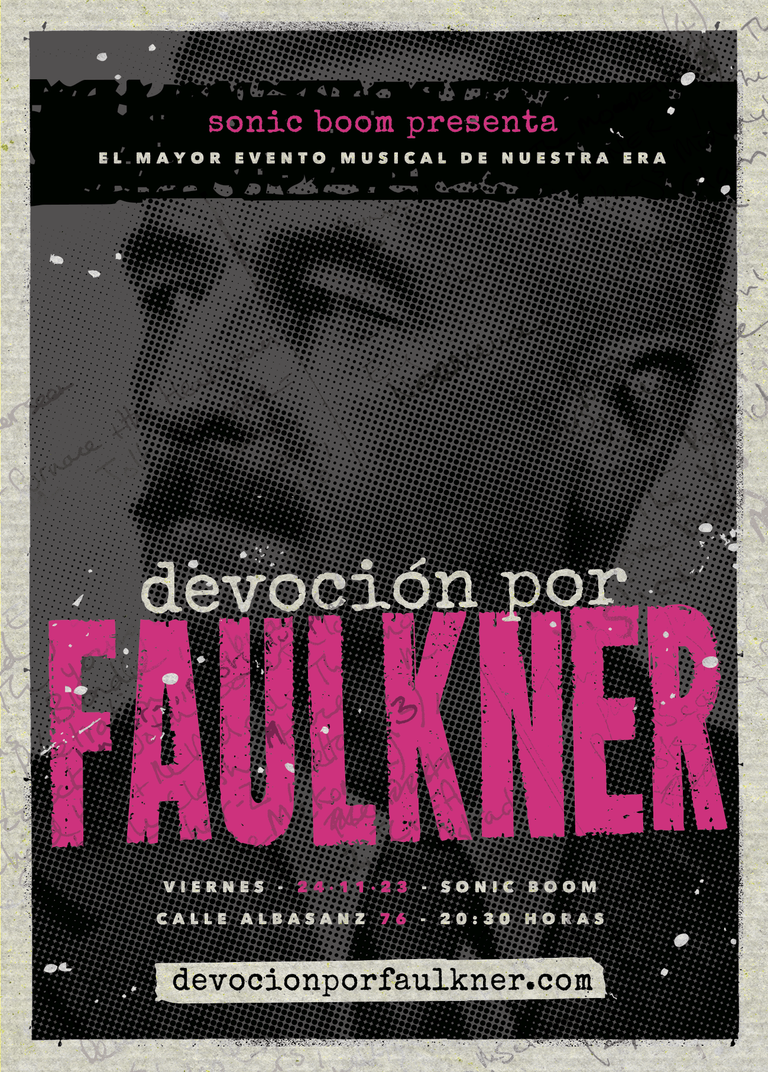 sonic boom presenta
EL MAYOR EVENTO MUSICAL DE NUESTRA ERA
devoción por
FAULKNER
VIERNES - 24·11·23 - SONIC BOOM
CALLE ALBASANZ 76 - 20:30 HORAS
devocionporfaulkner.com